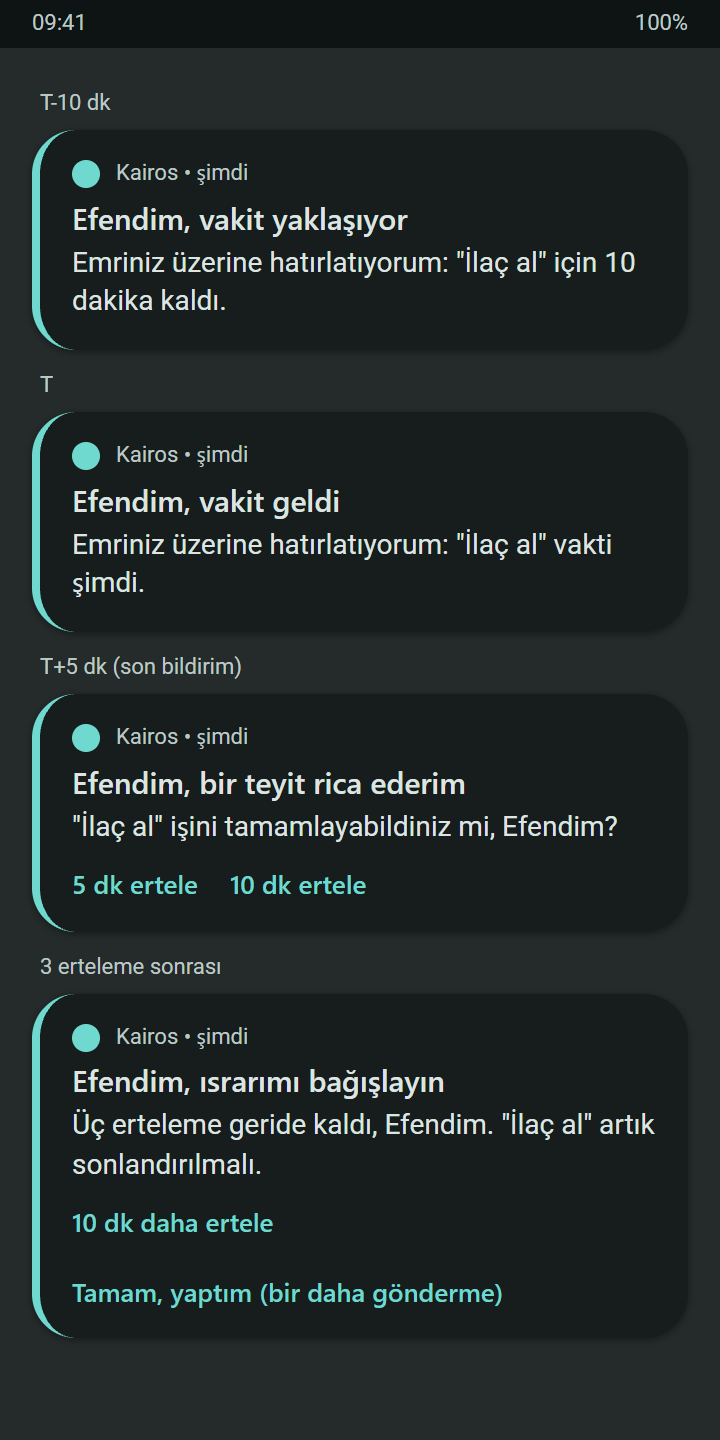 09:41
100%
T-10 dk
Kairos • şimdi
Efendim, vakit yaklaşıyor
Emriniz üzerine hatırlatıyorum: "İlaç al" için 10
dakika kaldı.
T
Kairos • şimdi
Efendim, vakit geldi
Emriniz üzerine hatırlatıyorum: "İlaç al" vakti
şimdi.
T+5 dk (son bildirim)
Kairos • şimdi
Efendim, bir teyit rica ederim
"İlaç al" işini tamamlayabildiniz mi, Efendim?
5 dk ertele 10 dk ertele
3 erteleme sonrası
Kairos • şimdi
Efendim, ısrarımı bağışlayın
Üç erteleme geride kaldı, Efendim. "İlaç al" artık
sonlandırılmalı.
10 dk daha ertele
Tamam, yaptım (bir daha gönderme)